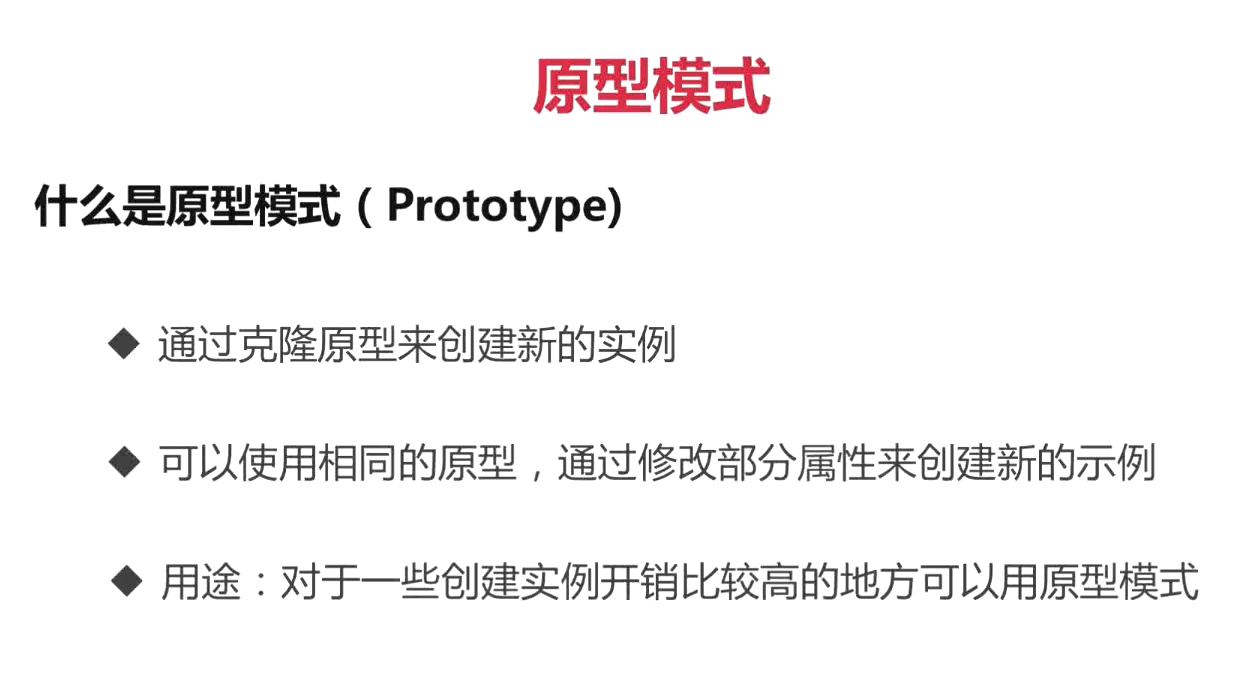 原型模式
什么是原型模式（Prototype)
◆ 通过克隆原型来创建新的实例
◆ 可以使用相同的原型，通过修改部分属性来创建新的示例
◆ 用途：对于一些创建实例开销比较高的地方可以用原型模式